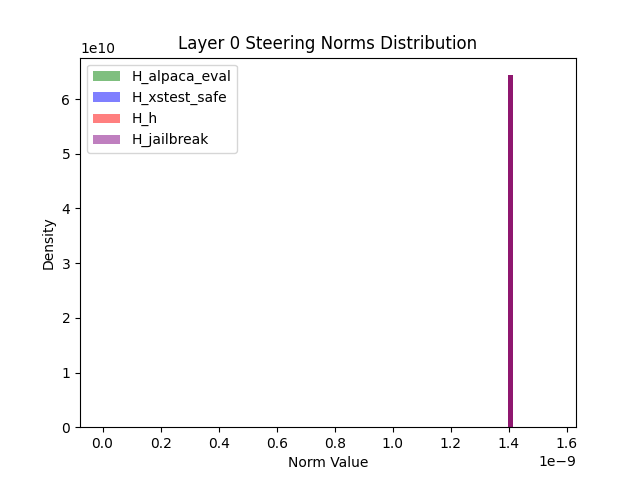 Layer 0 Steering Norms Distribution
1e10
H_alpaca_eval
H_xstest_safe
H_h
H_jailbreak
6
5
4
3
2
1
0
Density
0.0 0.2 0.4 0.6 0.8 1.0 1.2 1.4 1.6
1e−9
Norm Value